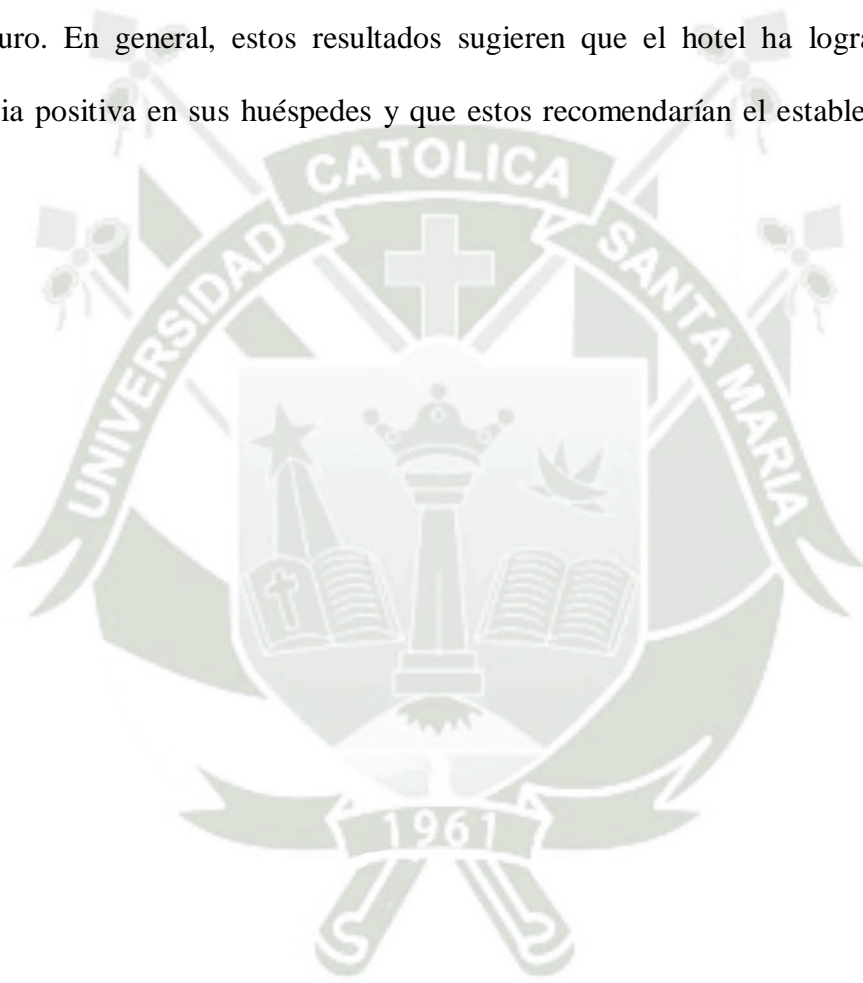 uro. En general, estos resultados sugieren que el hotel ha logra
ia positiva en sus huéspedes y que estos recomendarían el estable
CATOLICA
UNIVERSIDAD
SANTA MARIA
1961